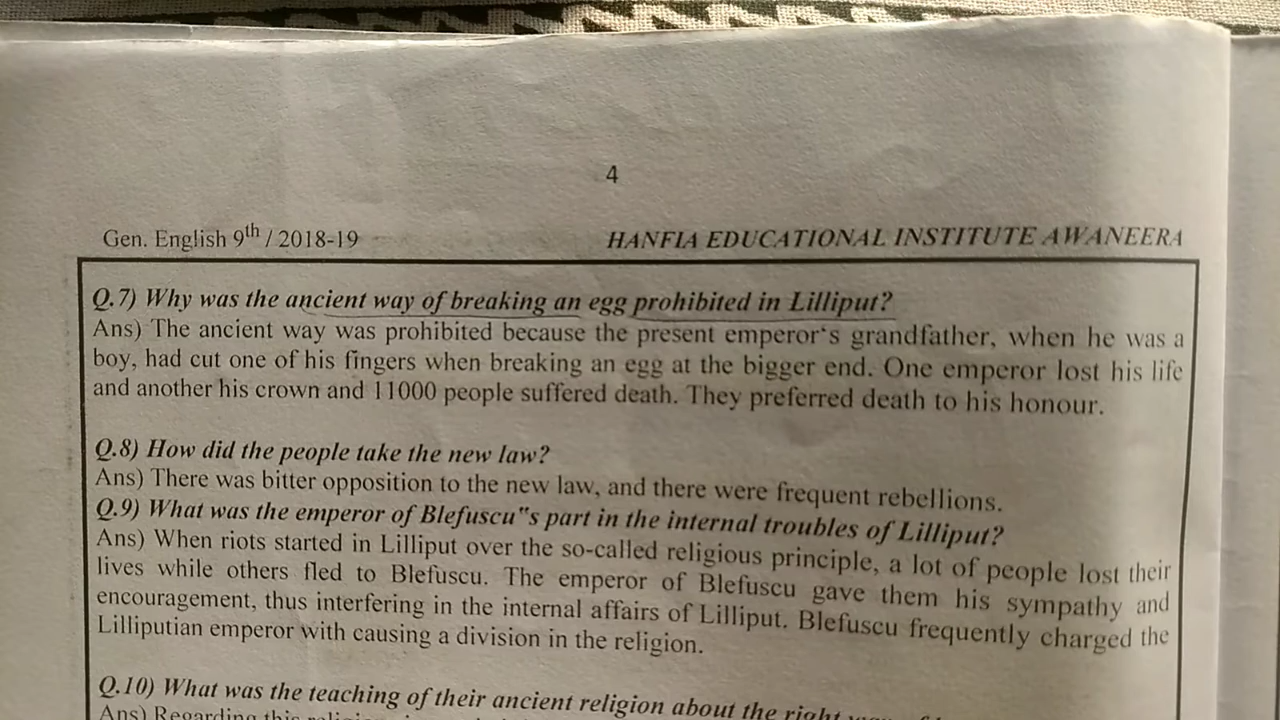 4
Gen. English 9th / 2018-19 HANFIA EDUCATIONAL INSTITUTE AWANEERA
Q.7) Why was the ancient way of breaking an egg prohibited in Lilliput?
Ans) The ancient way was prohibited because the present emperor‘s grandfather, when he was a
boy, had cut one of his fingers when breaking an egg at the bigger end. One emperor lost his life
and another his crown and 11000 people suffered death. They preferred death to his honour.
Q.8) How did the people take the new law?
Ans) There was bitter opposition to the new law, and there were frequent rebellions.
Q.9) What was the emperor of Blefuscu‟s part in the internal troubles of Lilliput?
Ans) When riots started in Lilliput over the so-called religious principle, a lot of people lost their
lives while others fled to Blefuscu. The emperor of Blefuscu gave them his sympathy and
encouragement, thus interfering in the internal affairs of Lilliput. Blefuscu frequently charged the
Lilliputian emperor with causing a division in the religion.
Q.10) What was the teaching of their ancient religion about the right
Ans) Regarding this